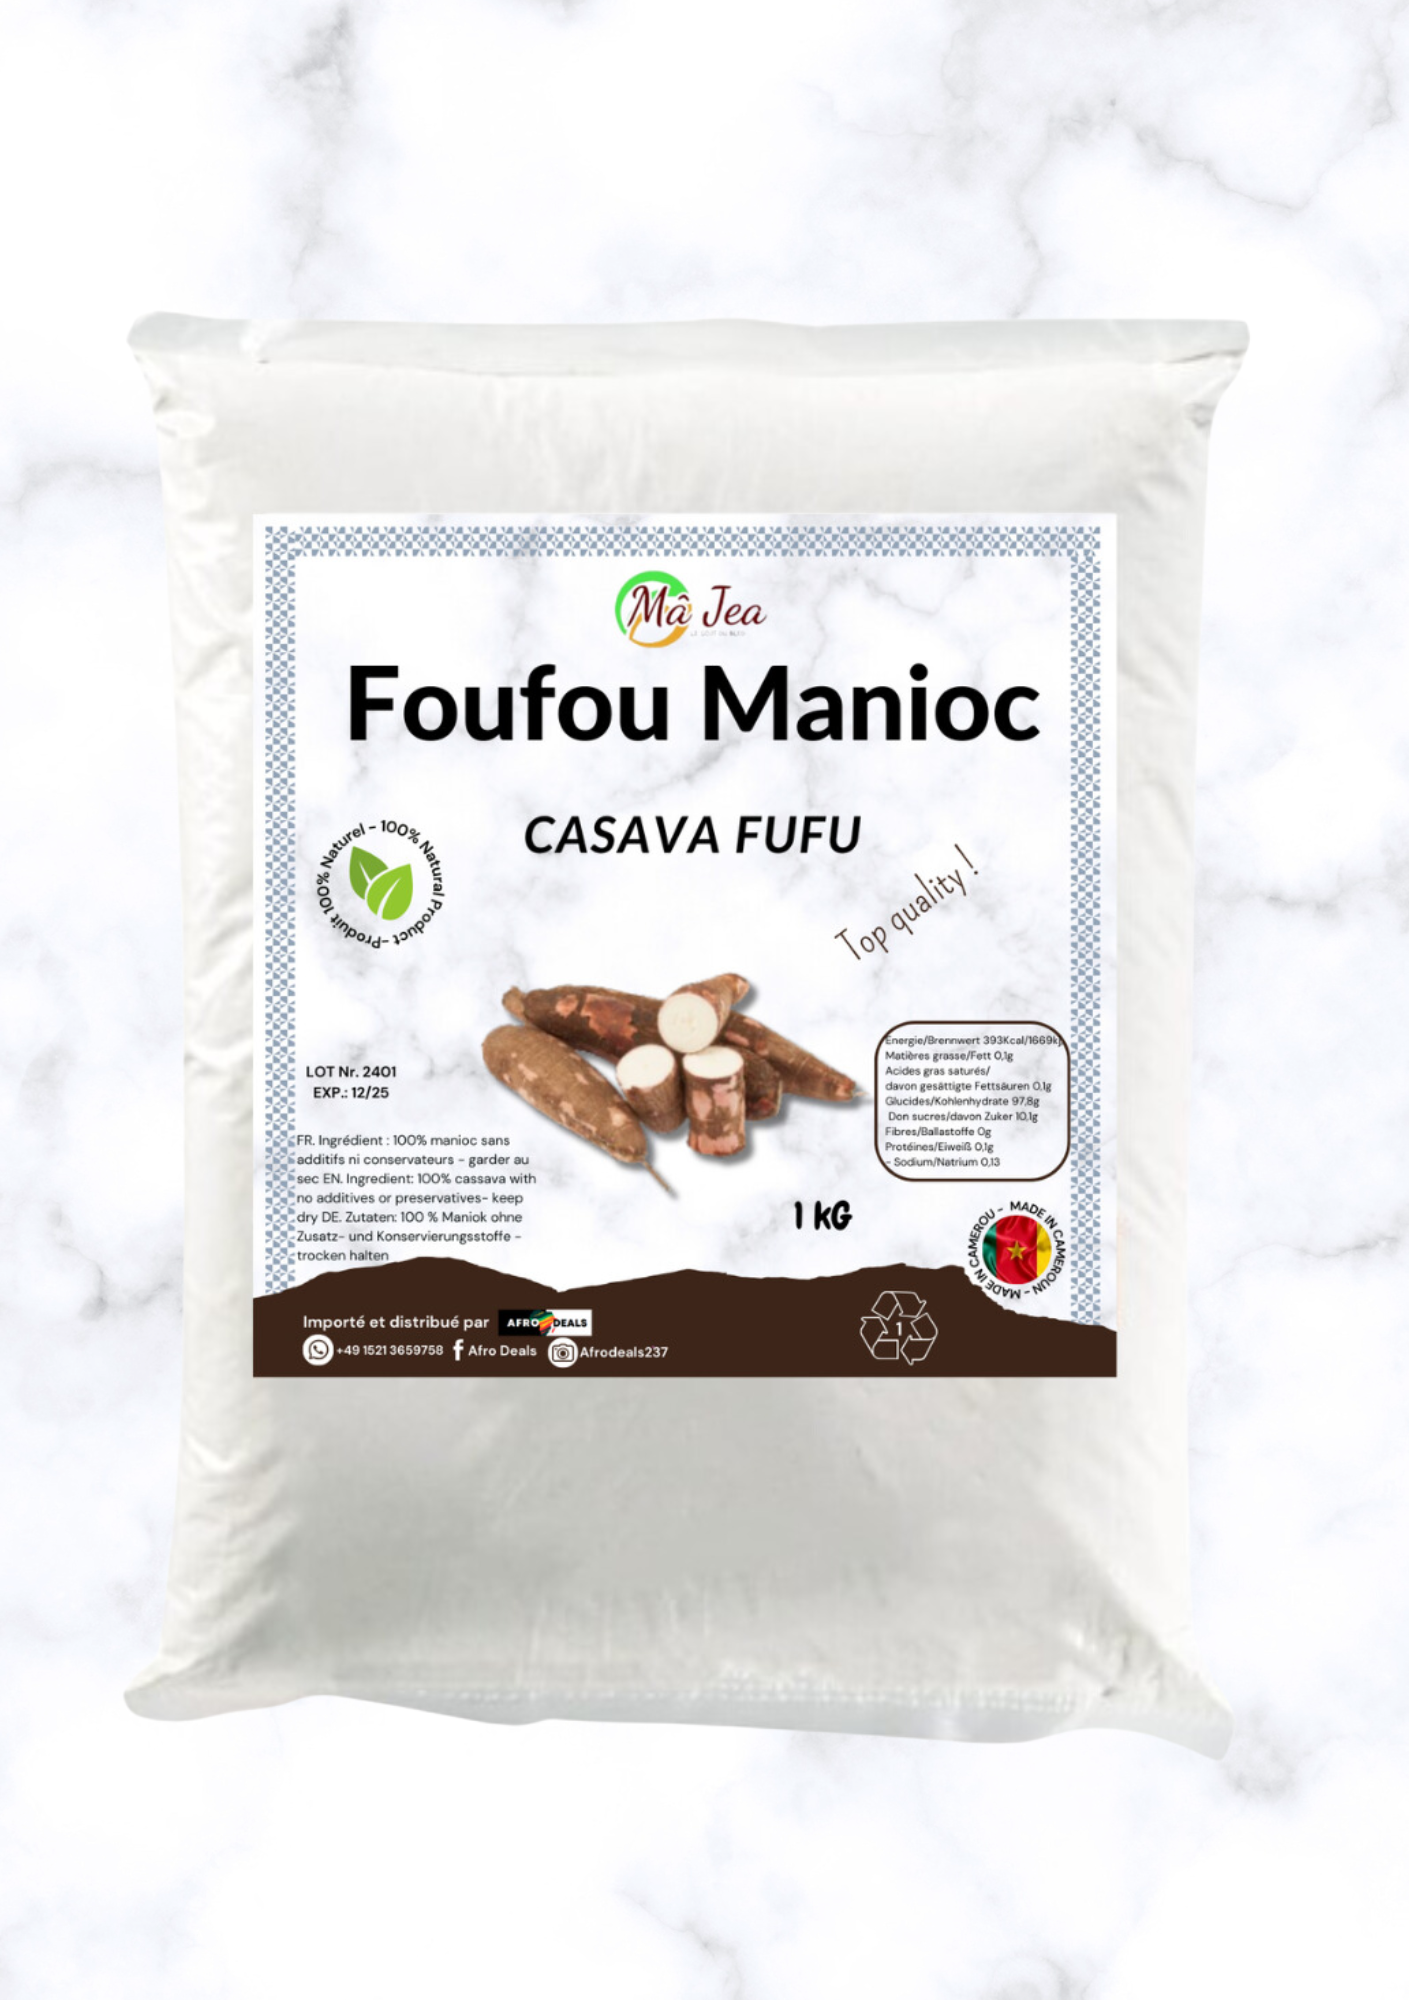 Mâ Jea
LE GOUT DU BLED
Foufou Manioc
CASAVA FUFU
Produit 100% Naturel - 100% Natural Product-
Top quality !
LOT Nr. 2401
EXP.: 12/25
FR. Ingrédient : 100% manioc sans
additifs ni conservateurs - garder au
sec EN. Ingredient: 100% cassava with
no additives or preservatives- keep
dry DE. Zutaten: 100 % Maniok ohne
Zusatz- und Konservierungsstoffe -
trocken halten
Energie/Brennwert 393Kcal/1669kj
Matières grasse/Fett 0,1g
Acides gras saturés/
davon gesättigte Fettsäuren 0,1g
Glucides/Kohlenhydrate 97,8g
Don sucres/davon Zucker 10,1g
Fibres/Ballastoffe 0g
Protéines/Eiweiß 0,1g
- Sodium/Natrium 0,13
1 KG
MADE IN CAMEROU - MADE IN CAMEROUN -
Importé et distribué par AFRO DEALS
+49 1521 3659758 f Afro Deals Afrodeals237
1